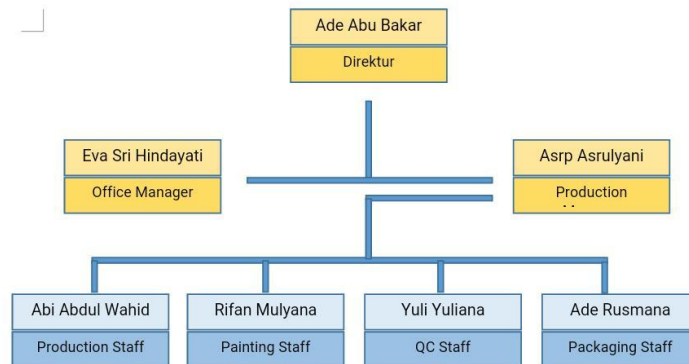 Ade Abu Bakar
Direktur
Eva Sri Hindayati
Asrp Asrulyani
Office Manager
Production
Abi Abdul Wahid
Rifan Mulyana
Yuli Yuliana
Ade Rusmana
Production Staff
Painting Staff
QC Staff
Packaging Staff